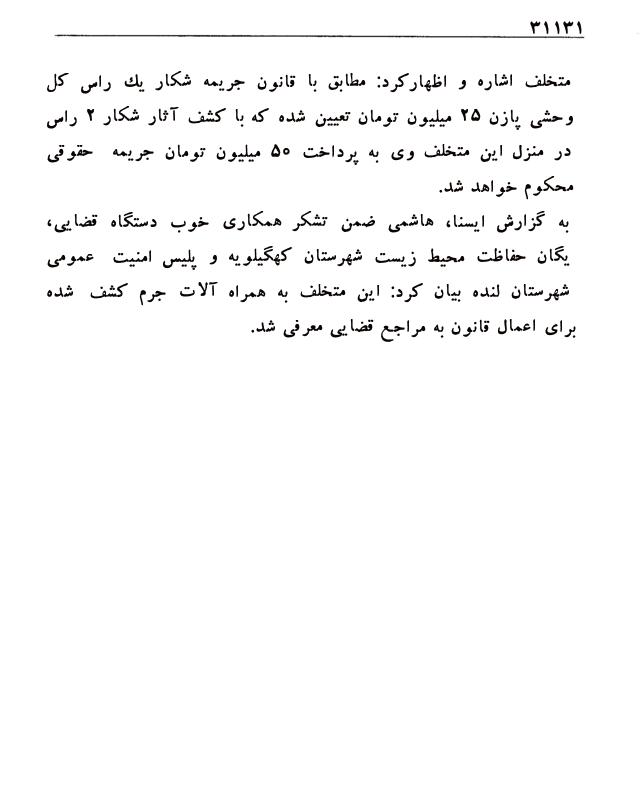 ۳۱۱۳۱
متخلف اشاره و اظهارکرد: مطابق با قانون جریمه شکار یك راس کل
وحشی پازن ۲۵ میلیون تومان تعیین شده که با کشف آثار شکار ۲ راس
در منزل این متخلف وی به پرداخت ۵۰ میلیون تومان جریمه حقوقی
محکوم خواهد شد.
به گزارش ایسنا، هاشمی ضمن تشکر همکاری خوب دستگاه قضایی،
یگان حفاظت محیط زیست شهرستان کهگیلویه و پلیس امنیت عمومی
شهرستان لنده بیان کرد: این متخلف به همراه آلات جرم کشف شده
برای اعمال قانون به مراجع قضایی معرفی شد.